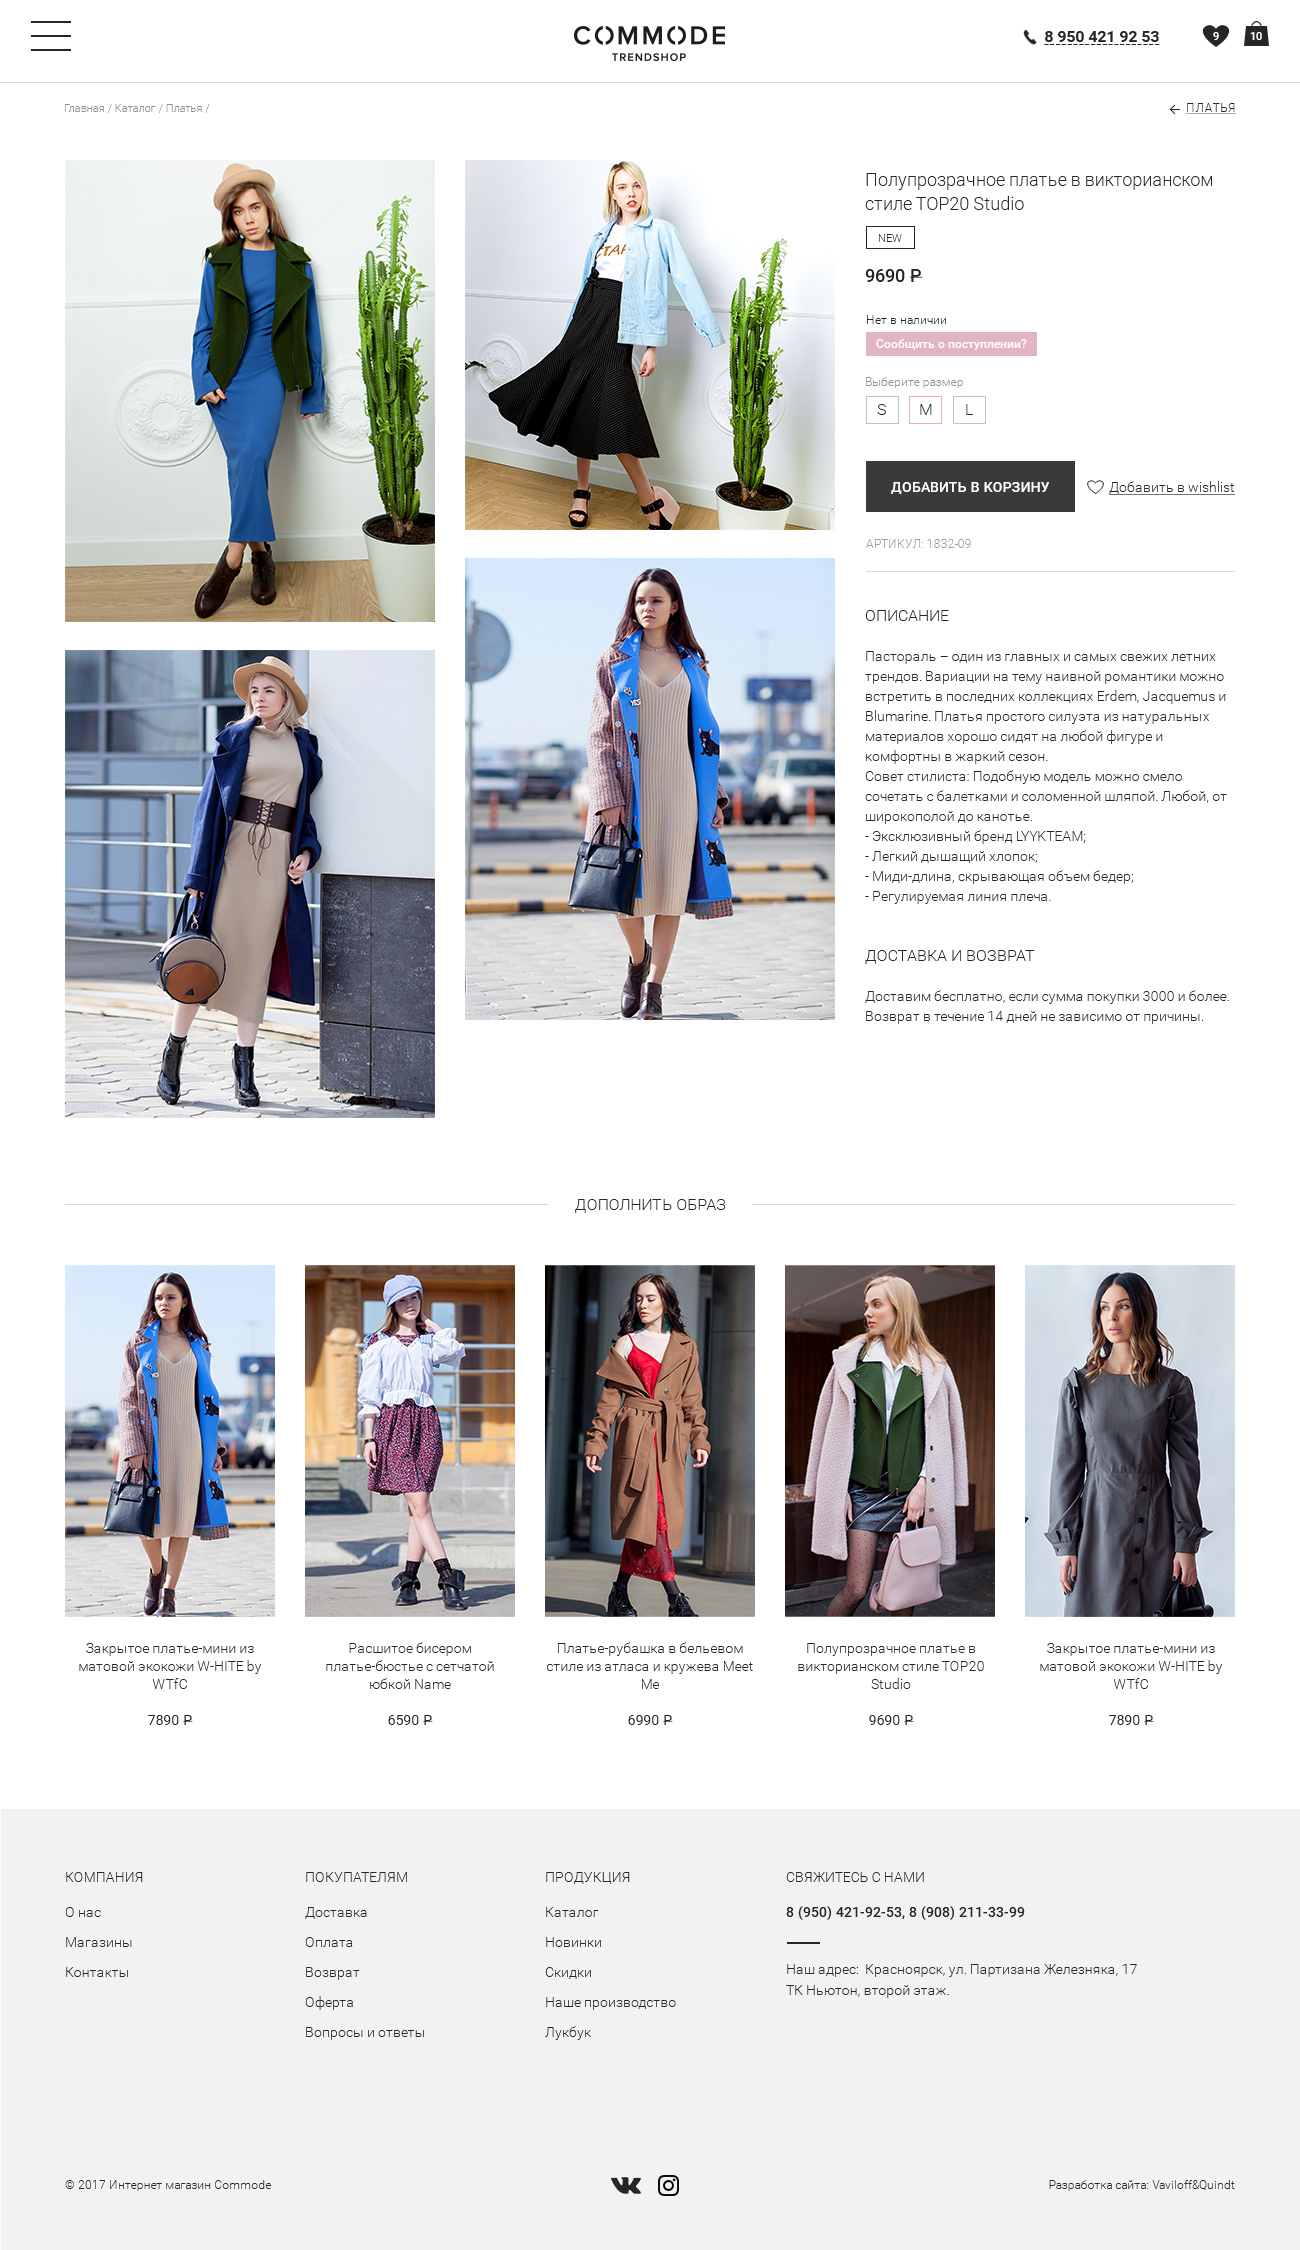 COMMODE
TRENDSHOP
8 950 421 92 53
9
10
Главная / Каталог / Платья /
ПЛАТЬЯ
Полупрозрачное платье в викторианском
стиле TOP20 Studio
NEW
9690 ₽
Нет в наличии
Сообщить о поступлении?
Выберите размер
S M L
ДОБАВИТЬ В КОРЗИНУ
Добавить в wishlist
АРТИКУЛ: 1832-09
ОПИСАНИЕ
Пастораль – один из главных и самых свежих летних
трендов. Вариации на тему наивной романтики можно
встретить в последних коллекциях Erdem, Jacquemus и
Blumarine. Платья простого силуэта из натуральных
материалов хорошо сидят на любой фигуре и
комфортны в жаркий сезон.
Совет стилиста: Подобную модель можно смело
сочетать с балетками и соломенной шляпой. Любой, от
широкополой до канотье.
- Эксклюзивный бренд LYYKTEAM;
- Легкий дышащий хлопок;
- Миди-длина, скрывающая объем бедер;
- Регулируемая линия плеча.
ДОСТАВКА И ВОЗВРАТ
Доставим бесплатно, если сумма покупки 3000 и более.
Возврат в течение 14 дней не зависимо от причины.
ДОПОЛНИТЬ ОБРАЗ
Закрытое платье-мини из
матовой экокожи W-HITE by
WTfC
7890 ₽
Расшитое бисером
платье-бюстье с сетчатой
юбкой Name
6590 ₽
Платье-рубашка в бельевом
стиле из атласа и кружева Meet
Me
6990 ₽
Полупрозрачное платье в
викторианском стиле TOP20
Studio
9690 ₽
Закрытое платье-мини из
матовой экокожи W-HITE by
WTfC
7890 ₽
КОМПАНИЯ
О нас
Магазины
Контакты
ПОКУПАТЕЛЯМ
Доставка
Оплата
Возврат
Оферта
Вопросы и ответы
ПРОДУКЦИЯ
Каталог
Новинки
Скидки
Наше производство
Лукбук
СВЯЖИТЕСЬ С НАМИ
8 (950) 421-92-53, 8 (908) 211-33-99
Наш адрес: Красноярск, ул. Партизана Железняка, 17
ТК Ньютон, второй этаж.
© 2017 Интернет магазин Commode
Разработка сайта: Vaviloff&Quindt